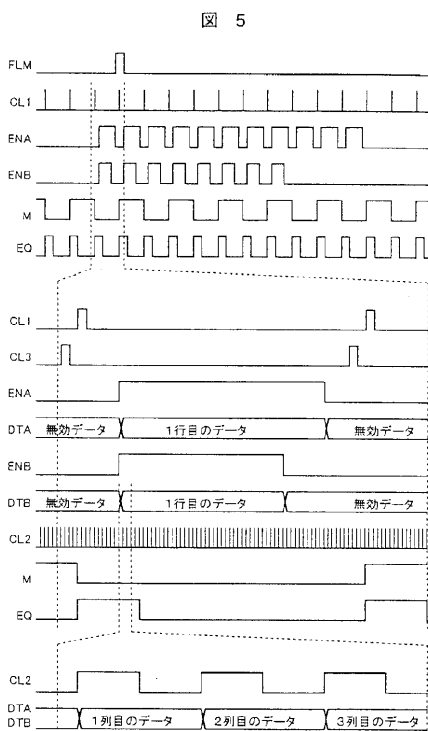 図 5
FLM
CL1
ENA
ENB
M
EQ
CL1
CL3
ENA
DTA 無効データ 1行目のデータ 無効データ
ENB
DTB 無効データ 1行目のデータ 無効データ
CL2
M
EQ
CL2
DTA
DTB 1列目のデータ 2列目のデータ 3列目のデータ